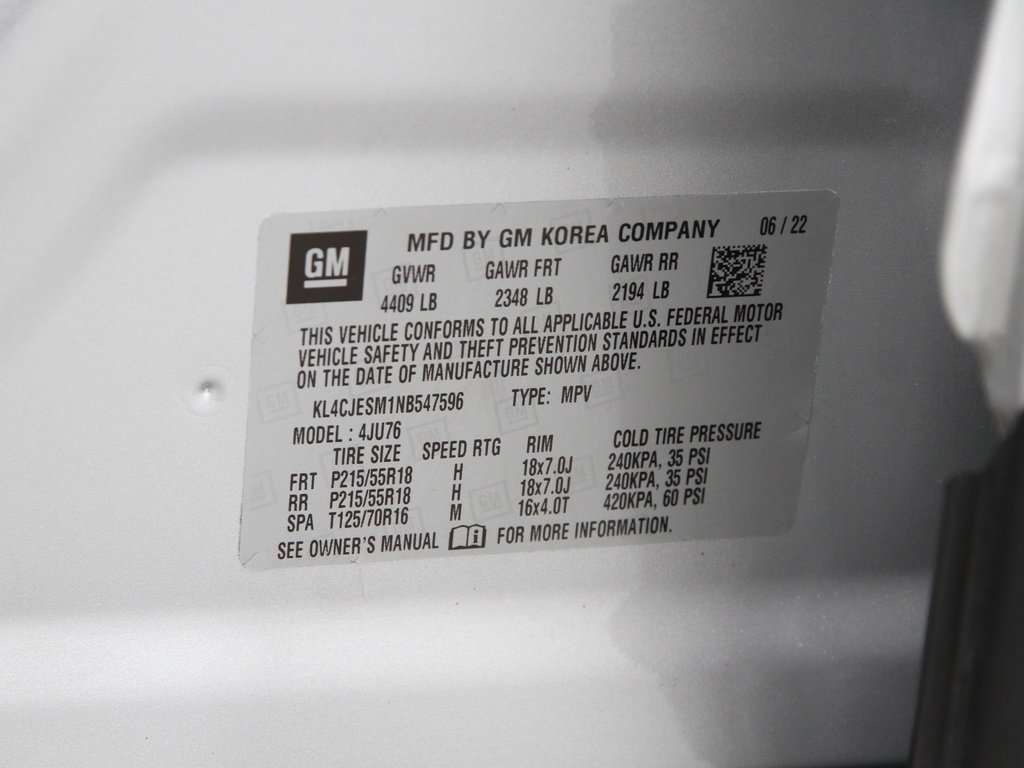 GM MFD BY GM KOREA COMPANY 06 / 22
GVWR GAWR FRT GAWR RR
4409 LB 2348 LB 2194 LB
THIS VEHICLE CONFORMS TO ALL APPLICABLE U.S. FEDERAL MOTOR
VEHICLE SAFETY AND THEFT PREVENTION STANDARDS IN EFFECT
ON THE DATE OF MANUFACTURE SHOWN ABOVE.
KL4CJESM1NB547596 TYPE: MPV
MODEL : 4JU76
TIRE SIZE SPEED RTG RIM COLD TIRE PRESSURE
FRT P215/55R18 H 18x7.0J 240KPA, 35 PSI
RR P215/55R18 H 18x7.0J 240KPA, 35 PSI
SPA T125/70R16 M 16x4.0T 420KPA, 60 PSI
SEE OWNER'S MANUAL FOR MORE INFORMATION.